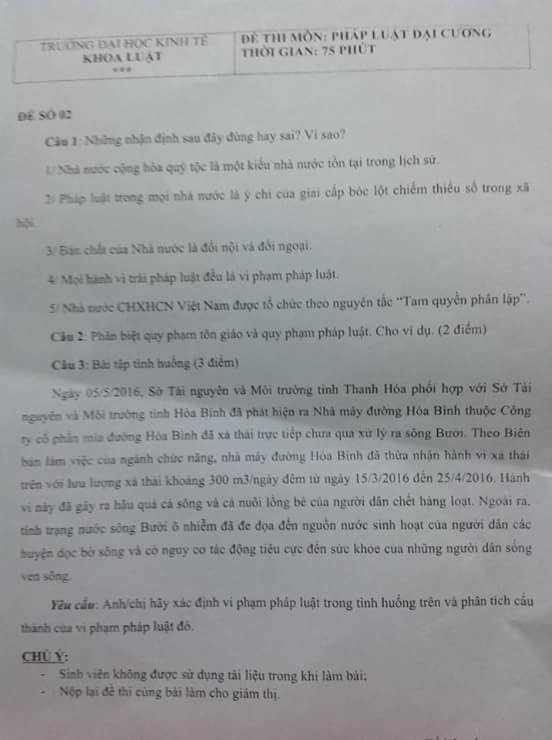 TRƯỜNG ĐẠI HỌC KINH TẾ
KHOA LUẬT
***
ĐỀ THI MÔN: PHÁP LUẬT ĐẠI CƯƠNG
THỜI GIAN: 75 PHÚT
ĐỀ SỐ 02
Câu 1: Những nhận định sau đây đúng hay sai? Vì sao?
1/ Nhà nước cộng hòa quý tộc là một kiểu nhà nước tồn tại trong lịch sử.
2/ Pháp luật trong mọi nhà nước là ý chí của giai cấp bóc lột chiếm thiểu số trong xã
hội.
3/ Bản chất của Nhà nước là đối nội và đối ngoại.
4/ Mọi hành vi trái pháp luật đều là vi phạm pháp luật.
5/ Nhà nước CHXHCN Việt Nam được tổ chức theo nguyên tắc “Tam quyền phân lập”.
Câu 2: Phân biệt quy phạm tôn giáo và quy phạm pháp luật. Cho ví dụ. (2 điểm)
Câu 3: Bài tập tình huống (3 điểm)
Ngày 05/5/2016, Sở Tài nguyên và Môi trường tỉnh Thanh Hóa phối hợp với Sở Tài
nguyên và Môi trường tỉnh Hòa Bình đã phát hiện ra Nhà máy đường Hòa Bình thuộc Công
ty cổ phần mía đường Hòa Bình đã xả thải trực tiếp chưa qua xử lý ra sông Bưởi. Theo Biên
bản làm việc của ngành chức năng, nhà máy đường Hòa Bình đã thừa nhận hành vi xả thải
trên với lưu lượng xả thải khoảng 300 m3/ngày đêm từ ngày 15/3/2016 đến 25/4/2016. Hành
vi này đã gây ra hậu quả cá sông và cá nuôi lồng bè của người dân chết hàng loạt. Ngoài ra,
tình trạng nước sông Bưởi ô nhiễm đã đe dọa đến nguồn nước sinh hoạt của người dân các
huyện dọc bờ sông và có nguy cơ tác động tiêu cực đến sức khỏe của những người dân sống
ven sông.
Yêu cầu: Anh/chị hãy xác định vi phạm pháp luật trong tình huống trên và phân tích cấu
thành của vi phạm pháp luật đó.
CHÚ Ý:
- Sinh viên không được sử dụng tài liệu trong khi làm bài;
- Nộp lại đề thi cùng bài làm cho giám thị.